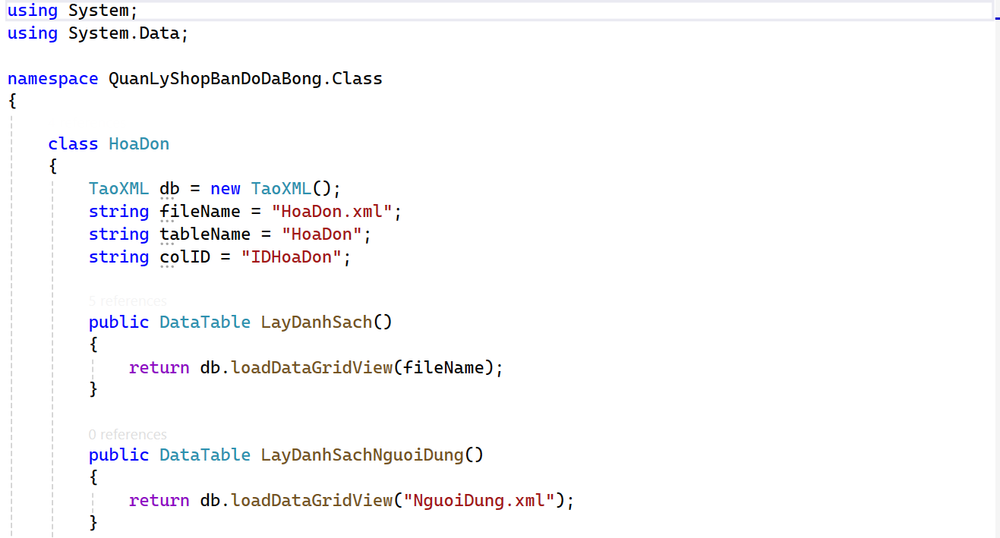 using System;
using System.Data;
namespace QuanLyShopBanDoDaBong.Class
{
class HoaDon
{
TaoXML db = new TaoXML();
string fileName = "HoaDon.xml";
string tableName = "HoaDon";
string colID = "IDHoaDon";
5 references
public DataTable LayDanhSach()
{
return db.loadDataGridView(fileName);
}
0 references
public DataTable LayDanhSachNguoiDung()
{
return db.loadDataGridView("NguoiDung.xml");
}